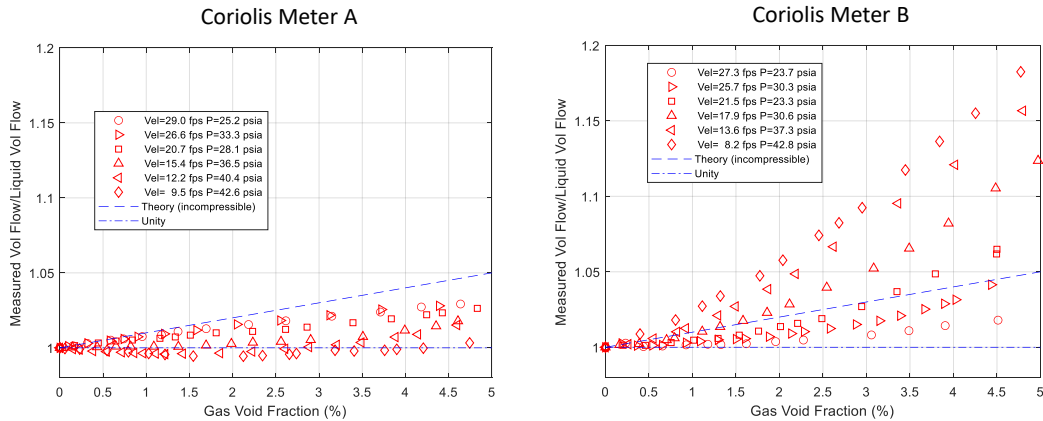 Coriolis Meter A
1.2
1.15
1.1
1.05
1
Measured Vol Flow/Liquid Vol Flow
Vel=29.0 fps P=25.2 psia
Vel=26.6 fps P=33.3 psia
Vel=20.7 fps P=28.1 psia
Vel=15.4 fps P=36.5 psia
Vel=12.2 fps P=40.4 psia
Vel= 9.5 fps P=42.6 psia
Theory (incompressible)
Unity
0 0.5 1 1.5 2 2.5 3 3.5 4 4.5 5
Gas Void Fraction (%)
Coriolis Meter B
1.2
1.15
1.1
1.05
1
Measured Vol Flow/Liquid Vol Flow
Vel=27.3 fps P=23.7 psia
Vel=25.7 fps P=30.3 psia
Vel=21.5 fps P=23.3 psia
Vel=17.9 fps P=30.6 psia
Vel=13.6 fps P=37.3 psia
Vel= 8.2 fps P=42.8 psia
Theory (incompressible)
Unity
0 0.5 1 1.5 2 2.5 3 3.5 4 4.5 5
Gas Void Fraction (%)